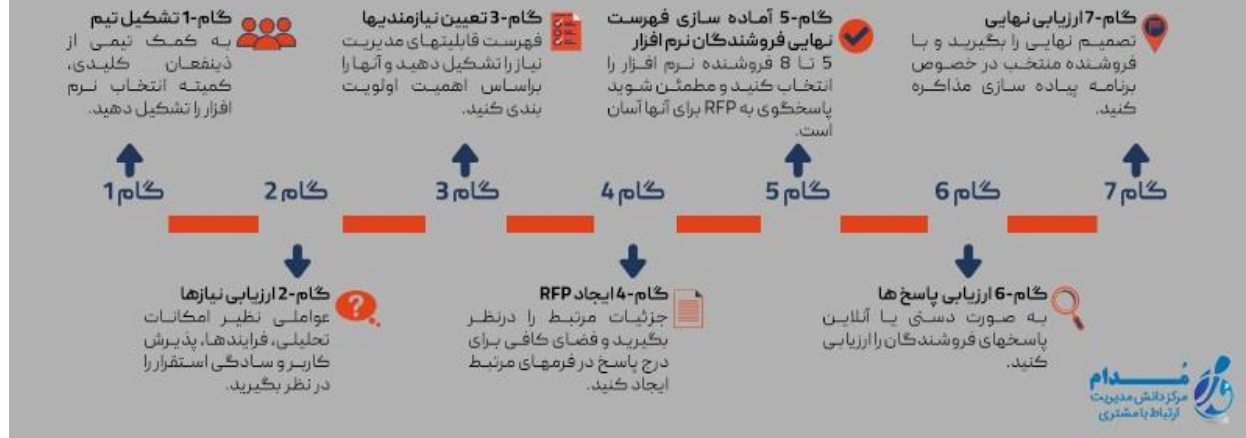 گام-1 تشکیل تیم
به کمک تیمی از
ذینفعان کلیدی،
کمیته انتخاب نرم
افزار را تشکیل دهید.
گام-3 تعیین نیازمندیها
فهرست قابلیتهای مدیریت
نیاز را تشکیل دهید و آنها را
براساس اهمیت اولویت
بندی کنید.
گام-5 آماده سازی فهرست
نهایی فروشندگان نرم افزار
5 تا 8 فروشنده نرم افزار را
انتخاب کنید و مطمئن شوید
پاسخگوی به RFP برای آنها آسان
است.
گام-7 ارزیابی نهایی
تصمیم نهایی را بگیرید و با
فروشنده منتخب در خصوص
برنامه پیاده سازی مذاکره
کنید.
گام 1
گام 2
گام 3
گام 4
گام 5
گام 6
گام 7
گام-2 ارزیابی نیازها
عواملی نظیر امکانات
تحلیلی، فرایندها، پذیرش
کاربر و سادگی استقرار را
در نظر بگیرید.
گام-4 ایجاد RFP
جزئیات مرتبط را درنظر
بگیرید و فضای کافی برای
درج پاسخ در فرمهای مرتبط
ایجاد کنید.
گام-6 ارزیابی پاسخ ها
به صورت دستی یا آنلاین
پاسخهای فروشندگان را ارزیابی
کنید.
مُدام
مرکز دانش مدیریت
ارتباط با مشتری